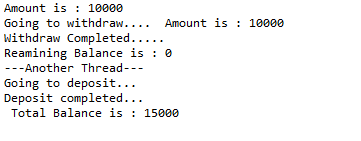 Amount is : 10000
Going to withdraw....  Amount is : 10000
Withdraw Completed.....
Reamining Balance is : 0
---Another Thread---
Going to deposit...
Deposit completed...
 Total Balance is : 15000